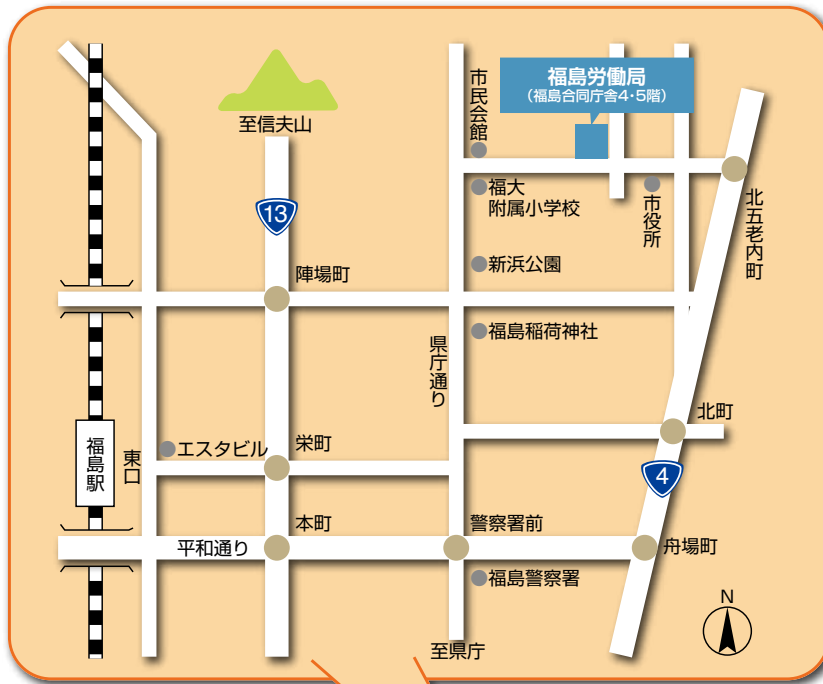 福島労働局
（福島合同庁舎4・5階）
市民会館
至信夫山
福大
附属小学校
市役所
北五老内町
13
新浜公園
陣場町
福島稲荷神社
県庁通り
北町
栄町
エスタビル
福島駅
東口
4
本町
警察署前
平和通り
舟場町
福島警察署
N
至県庁